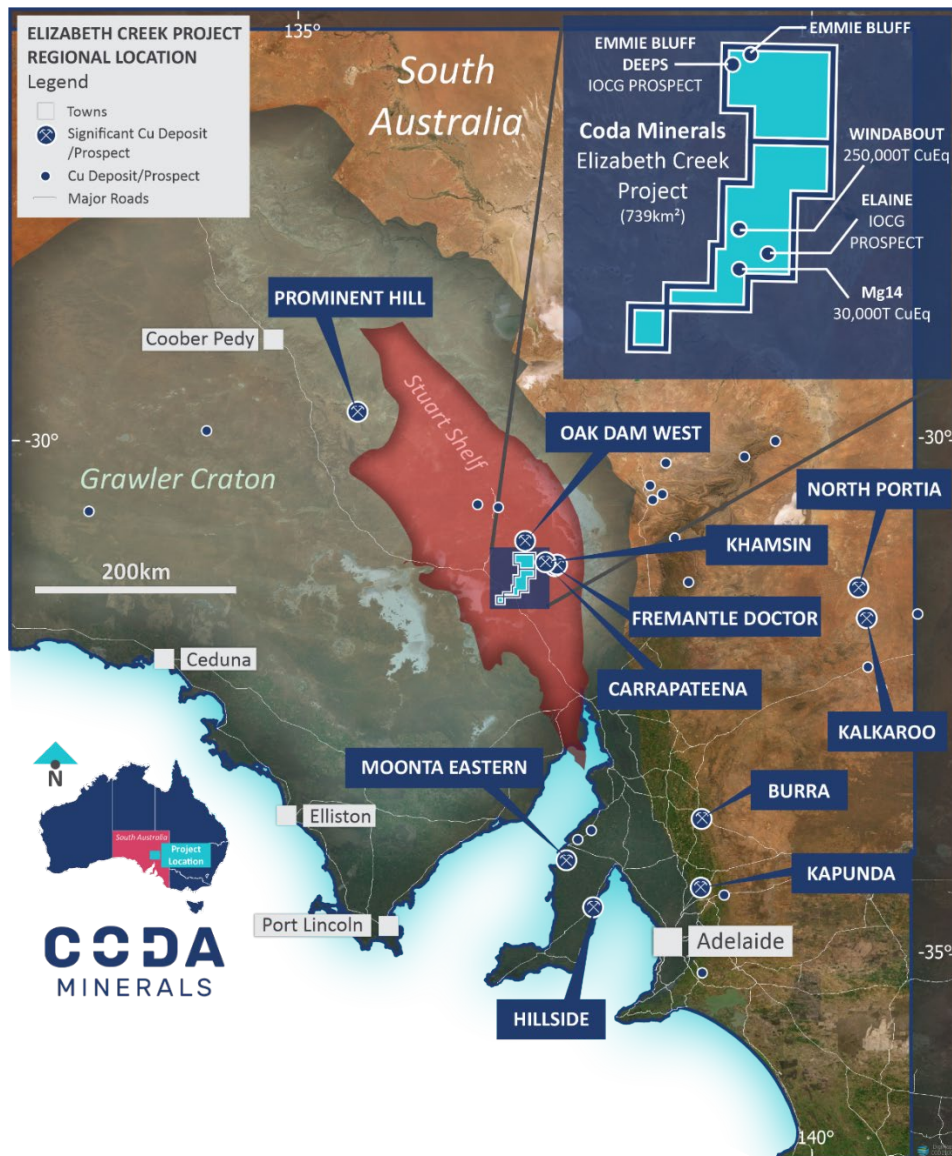 ELIZABETH CREEK PROJECT
REGIONAL LOCATION
Legend
Towns
Significant Cu Deposit
/Prospect
Cu Deposit/Prospect
Major Roads
135°
South
Australia
EMMIE BLUFF
EMMIE BLUFF
DEEPS
IOCG PROSPECT
Coda Minerals
Elizabeth Creek
Project
(739km²)
WINDABOUT
250,000T CuEq
ELAINE
IOCG
PROSPECT
Mg14
30,000T CuEq
PROMINENT HILL
Coober Pedy
Stuart Shelf
-30°
-30°
OAK DAM WEST
Grawler Craton
NORTH PORTIA
KHAMSIN
200km
FREMANTLE DOCTOR
Ceduna
CARRAPATEENA
KALKAROO
MOONTA EASTERN
N
BURRA
Elliston
South Australia
Project
Location
KAPUNDA
Port Lincoln
Adelaide
CODA
MINERALS
-35°
HILLSIDE
140°